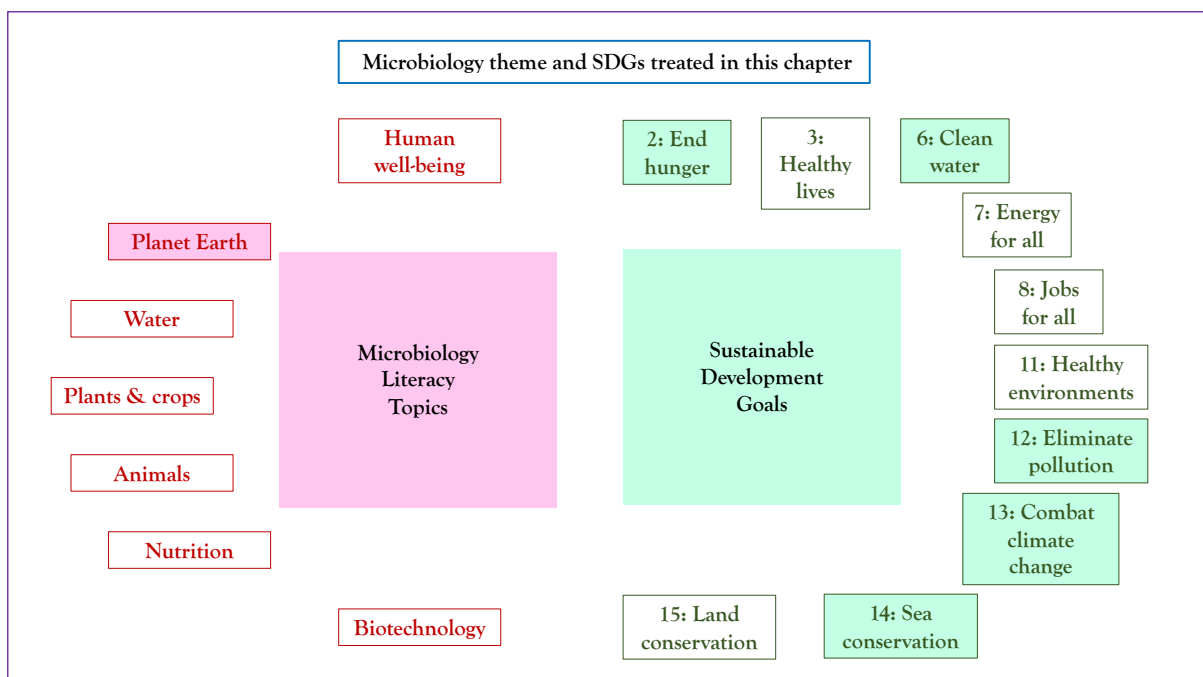 Microbiology theme and SDGs treated in this chapter
Human
well-being
Planet Earth
Water
Plants & crops
Animals
Nutrition
Biotechnology
Microbiology
Literacy
Topics
Sustainable
Development
Goals
2: End
hunger
3:
Healthy
lives
6: Clean
water
7: Energy
for all
8: Jobs
for all
11: Healthy
environments
12: Eliminate
pollution
13: Combat
climate
change
14: Sea
conservation
15: Land
conservation